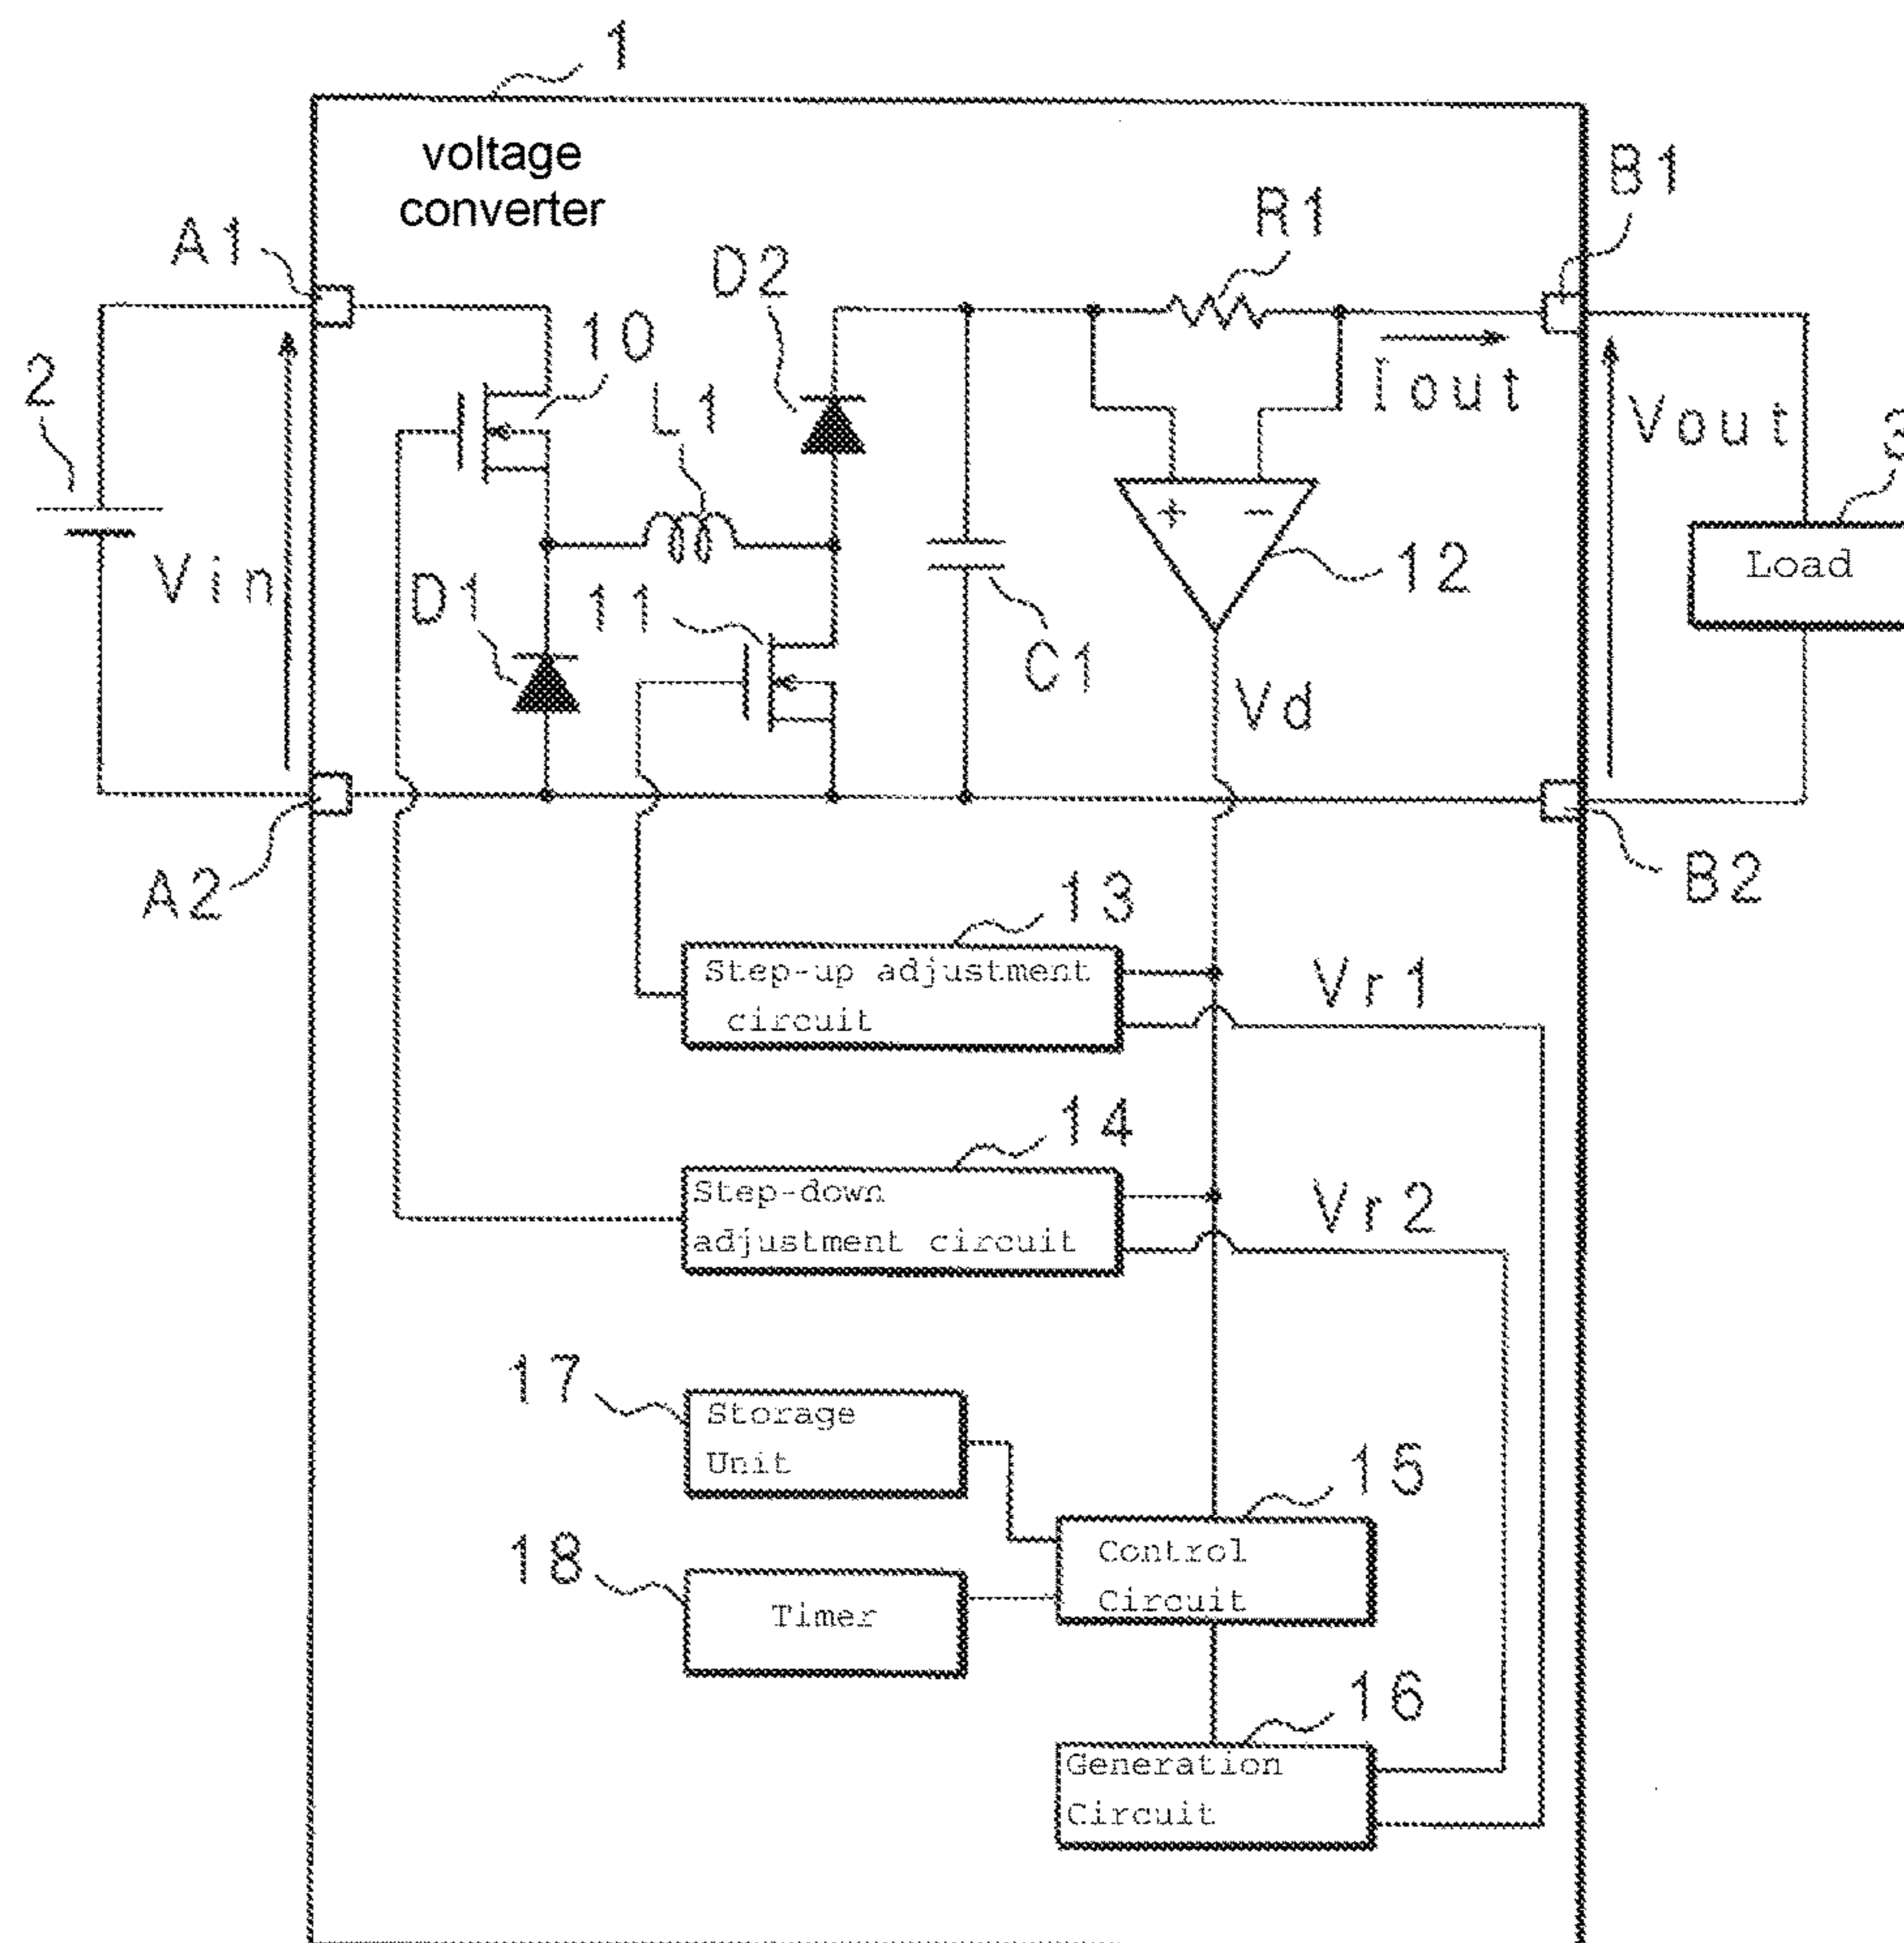 1
voltage
converter
A1
B1
R1
D2
10
2
L1
Iout
Vout
3
Load
12
Vin
D1
11
C1
Vd
+ −
A2
B2
13
Step-up adjustment
circuit
Vr1
14
Step-down
adjustment circuit
Vr2
17
Storage
Unit
15
Control
Circuit
18
Timer
16
Generation
Circuit